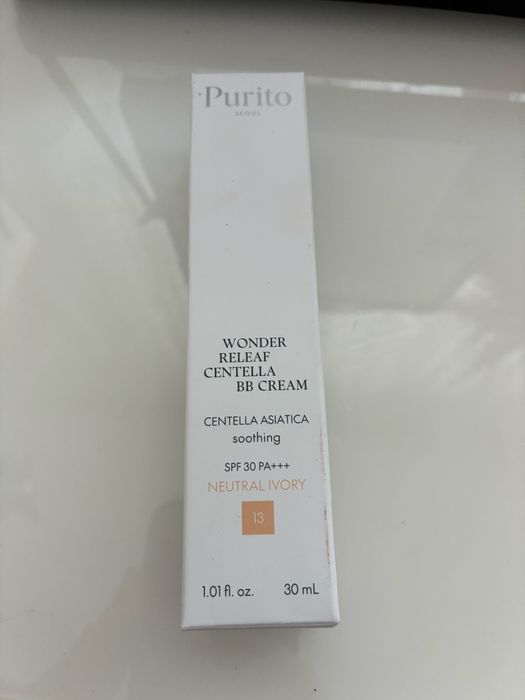 Purito
SEOUL
WONDER
RELEAF
CENTELLA
BB CREAM
CENTELLA ASIATICA
soothing
SPF 30 PA+++
NEUTRAL IVORY
13
1.01 fl. oz. 30 mL